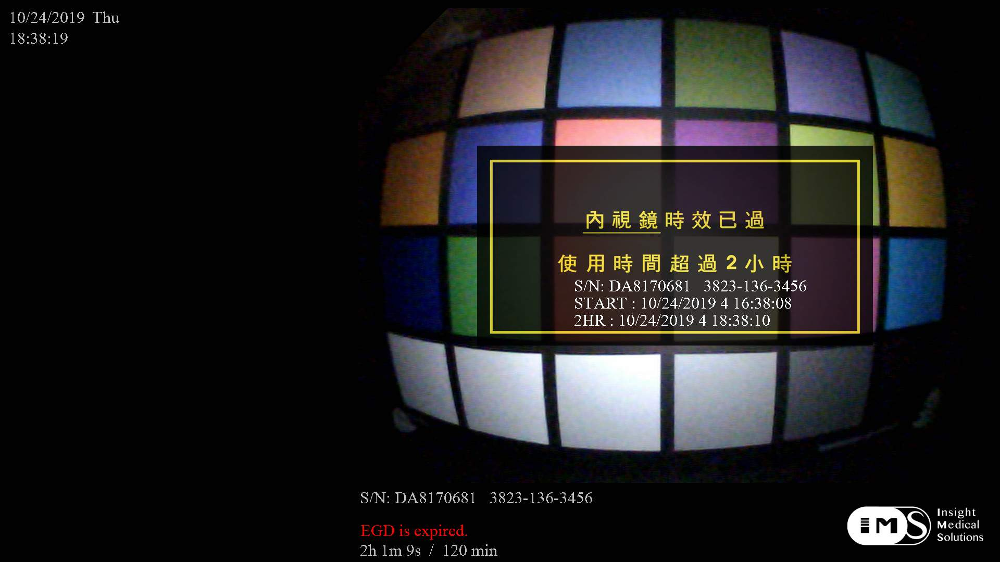 10/24/2019 Thu
18:38:19
內視鏡時效已過
使用時間超過2小時
S/N: DA8170681 3823-136-3456
START : 10/24/2019 4 16:38:08
2HR : 10/24/2019 4 18:38:10
S/N: DA8170681 3823-136-3456
EGD is expired.
2h 1m 9s / 120 min
iMS
Insight
Medical
Solutions